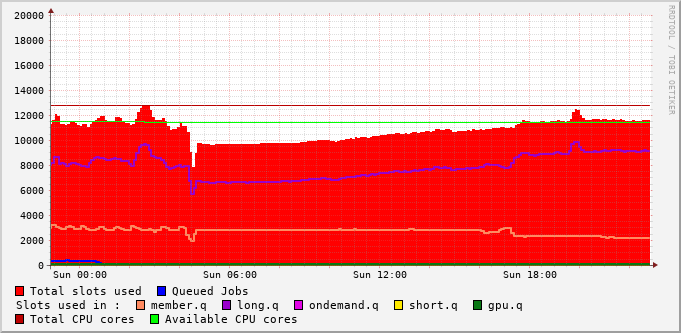 RRDTOOL / TOBI OETIKER
20000
18000
16000
14000
12000
10000
8000
6000
4000
2000
0
Sun 00:00 Sun 06:00 Sun 12:00 Sun 18:00
Total slots used Queued Jobs
Slots used in : member.q long.q ondemand.q short.q gpu.q
Total CPU cores Available CPU cores